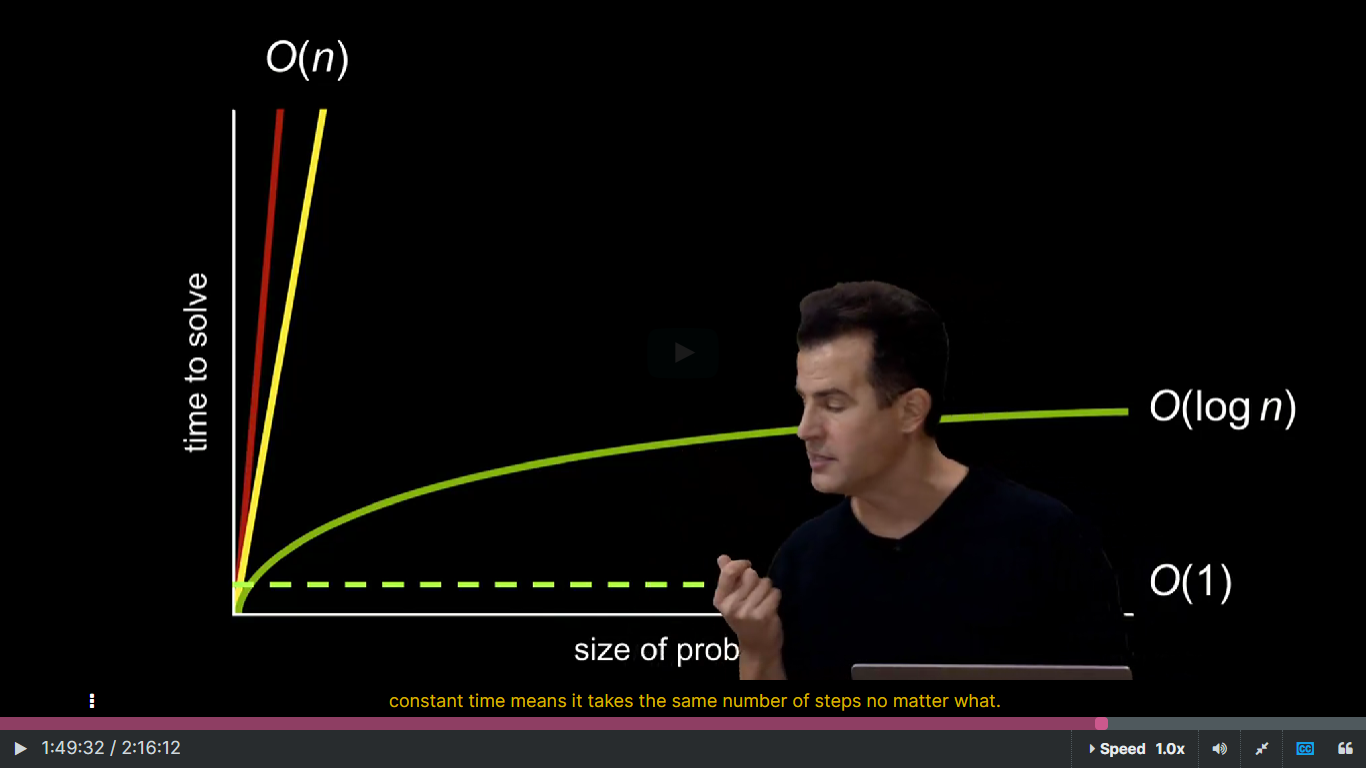 O(n)
time to solve
O(log n)
O(1)
size of prob
constant time means it takes the same number of steps no matter what.
1:49:32 / 2:16:12
Speed 1.0x
CC